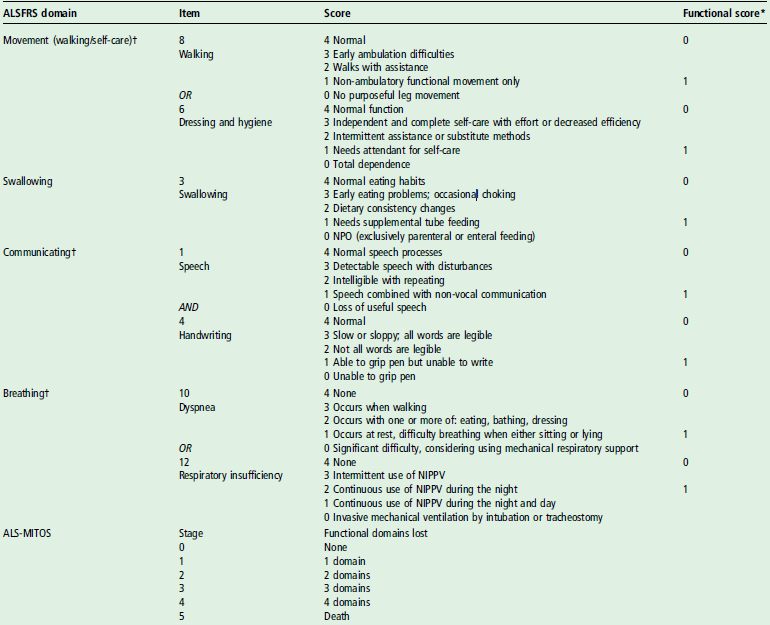 ALSFRS domain Item Score Functional score*
Movement (walking/self-care)† 8 4 Normal 0
Walking 3 Early ambulation difficulties
2 Walks with assistance
1 Non-ambulatory functional movement only 1
OR 0 No purposeful leg movement
6 4 Normal function 0
Dressing and hygiene 3 Independent and complete self-care with effort or decreased efficiency
2 Intermittent assistance or substitute methods
1 Needs attendant for self-care 1
0 Total dependence
Swallowing 3 4 Normal eating habits 0
Swallowing 3 Early eating problems; occasional choking
2 Dietary consistency changes
1 Needs supplemental tube feeding 1
0 NPO (exclusively parenteral or enteral feeding)
Communicating† 1 4 Normal speech processes 0
Speech 3 Detectable speech with disturbances
2 Intelligible with repeating
1 Speech combined with non-vocal communication 1
AND 0 Loss of useful speech
4 4 Normal 0
Handwriting 3 Slow or sloppy; all words are legible
2 Not all words are legible
1 Able to grip pen but unable to write 1
0 Unable to grip pen
Breathing† 10 4 None 0
Dyspnea 3 Occurs when walking
2 Occurs with one or more of: eating, bathing, dressing
1 Occurs at rest, difficulty breathing when either sitting or lying 1
OR 0 Significant difficulty, considering using mechanical respiratory support
12 4 None 0
Respiratory insufficiency 3 Intermittent use of NIPPV
2 Continuous use of NIPPV during the night 1
1 Continuous use of NIPPV during the night and day
0 Invasive mechanical ventilation by intubation or tracheostomy
ALS-MITOS Stage Functional domains lost
0 None
1 1 domain
2 2 domains
3 3 domains
4 4 domains
5 Death